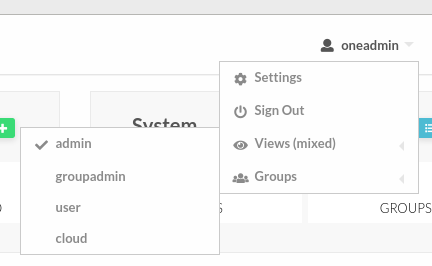 oneadmin
Settings
System
Sign Out
admin
Views (mixed)
groupadmin
Groups
user
S
GROUPS
cloud